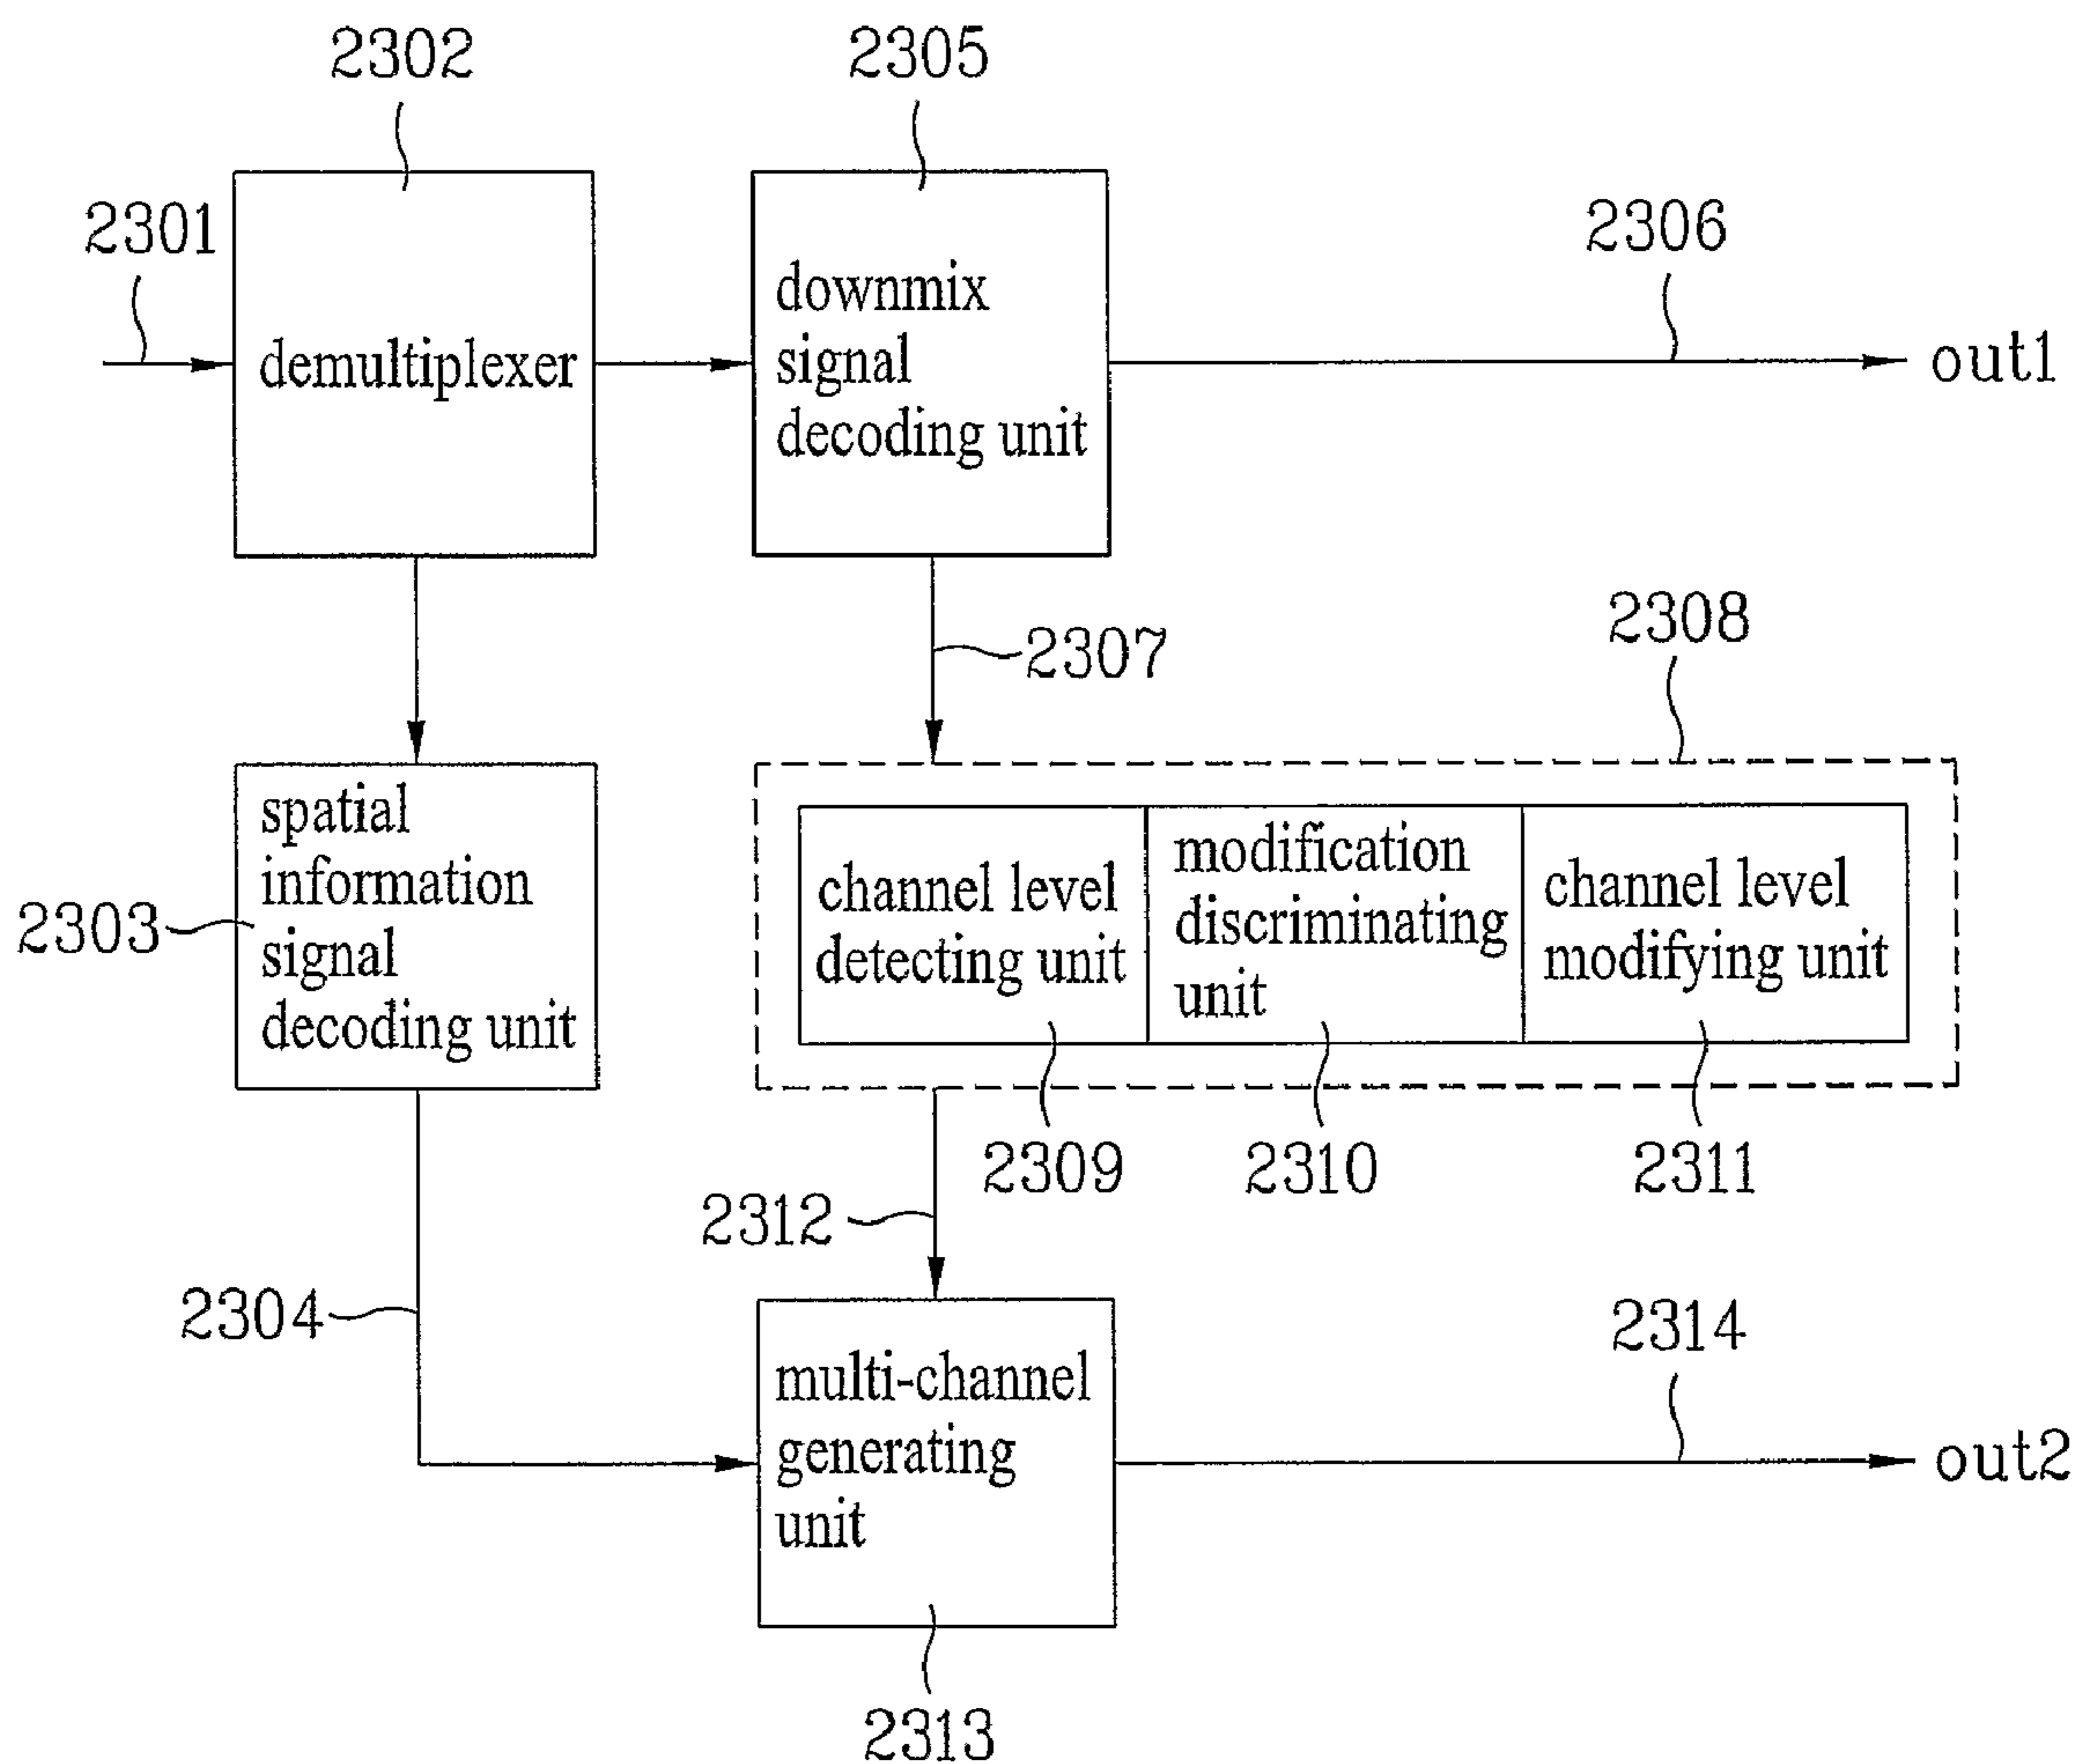 2302
2305
2301
2306
demultiplexer
downmix
signal
decoding unit
out1
2307
2308
2303
spatial
information
signal
decoding unit
channel level
detecting unit
modification
discriminating
unit
channel level
modifying unit
2309
2310
2311
2312
2304
2314
multi-channel
generating
unit
out2
2313